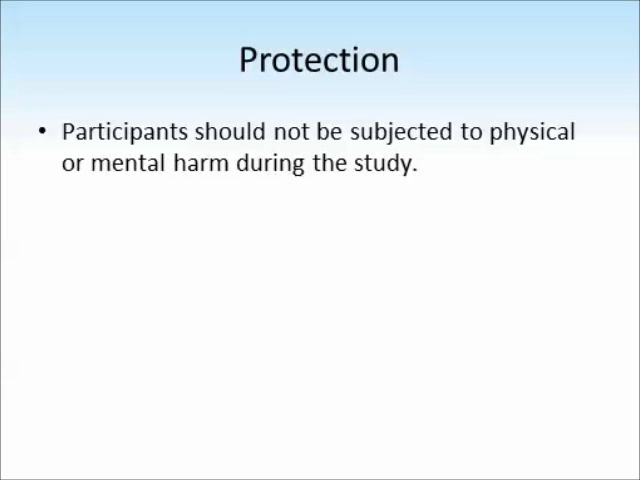 Protection
• Participants should not be subjected to physical
or mental harm during the study.